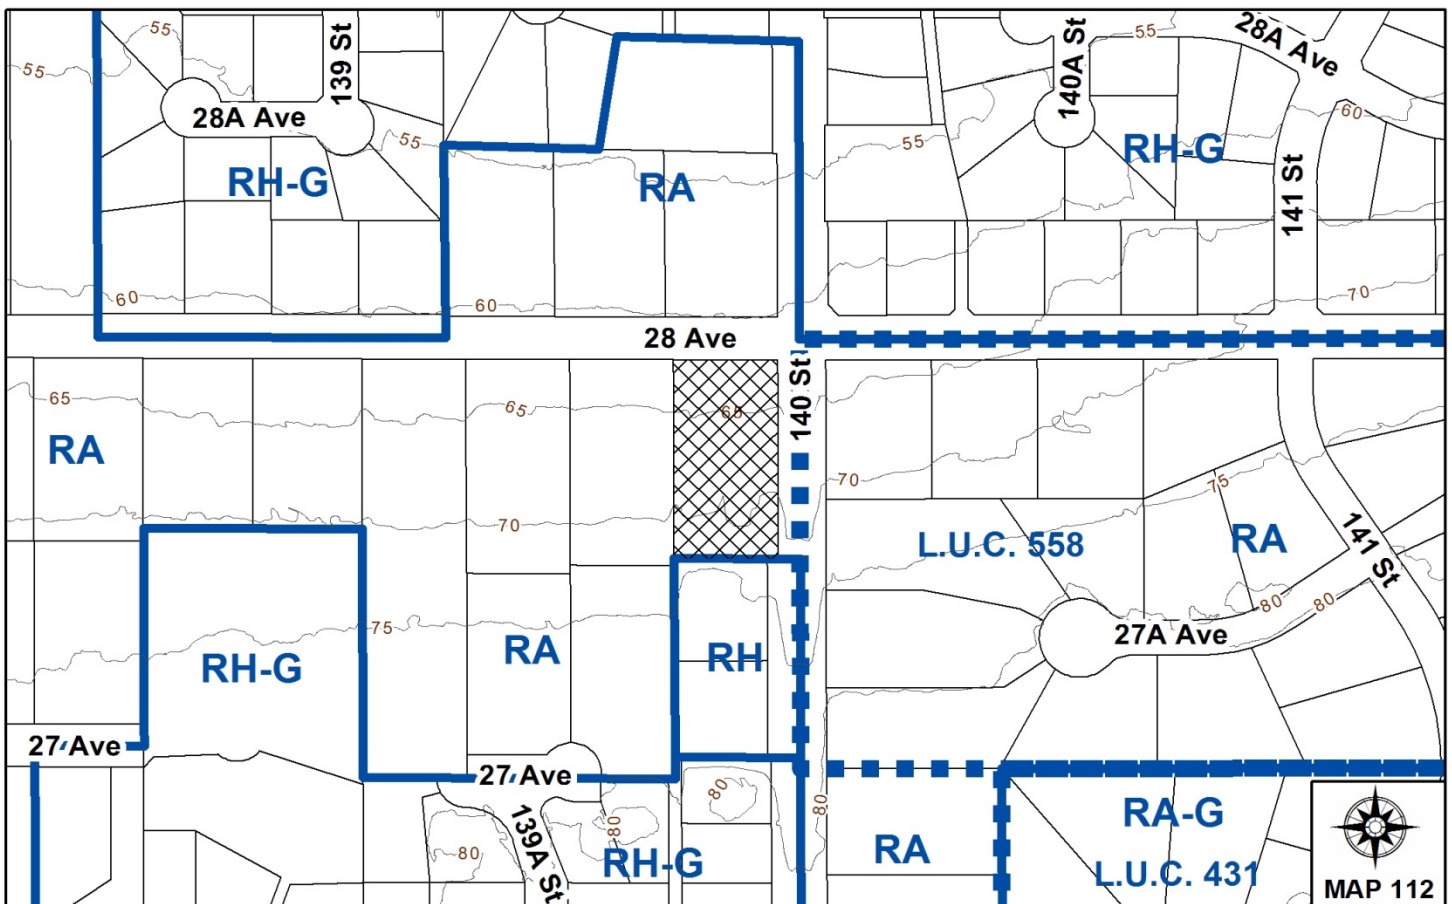 55
139 St
140A St
55
28A Ave
55
28A Ave
55
55
60
RH-G
RA
RH-G
141 St
60
60
70
28 Ave
140 St
65
65
65
RA
70
75
70
L.U.C. 558
RA
141 St
75
80
80
27A Ave
RH-G
RA
RH
27 Ave
27 Ave
80
80
RA-G
139A St
80
80
RH-G
RA
L.U.C. 431
MAP 112